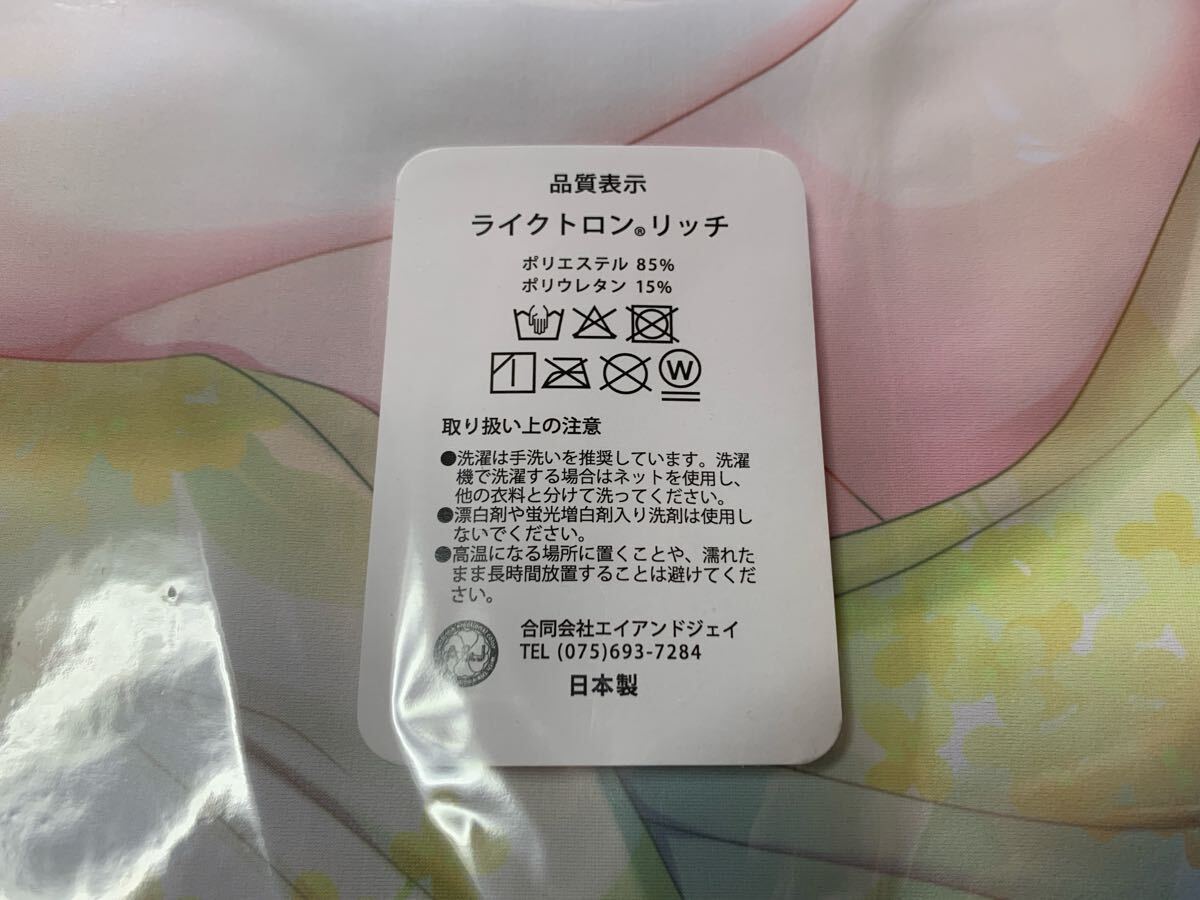 品質表示
ライクトロン®リッチ
ポリエステル 85%
ポリウレタン 15%
W
取り扱い上の注意
●洗濯は手洗いを推奨しています。洗濯
機で洗濯する場合はネットを使用し、
他の衣料と分けて洗ってください。
●漂白剤や蛍光増白剤入り洗剤は使用し
ないでください。
●高温になる場所に置くことや、濡れた
まま長時間放置することは避けてくだ
さい。
A&J
合同会社エイアンドジェイ
TEL (075)693-7284
日本製